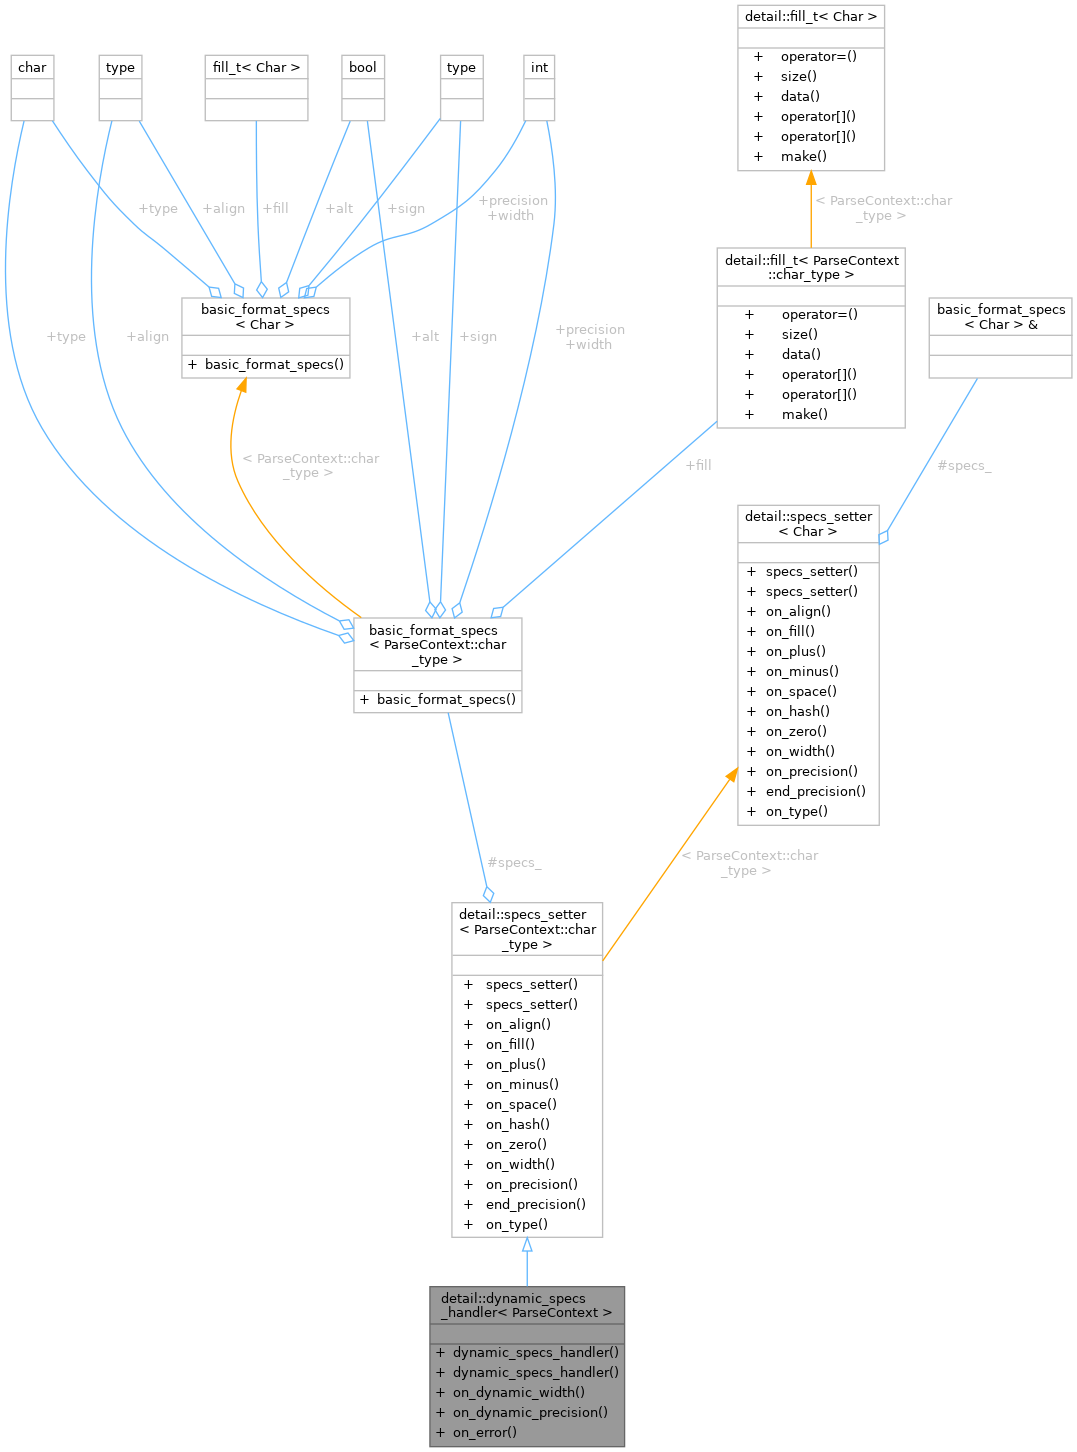 detail::fill_t< Char >
+ operator=()
+ size()
+ data()
+ operator[]()
+ operator[]()
+ make()
char
type
fill_t< Char >
bool
type
int
+type
+align
+fill
+alt
+sign
+precision
+width
< ParseContext::char
_type >
detail::fill_t< ParseContext
::char_type >
+ operator=()
+ size()
+ data()
+ operator[]()
+ operator[]()
+ make()
basic_format_specs
< Char >
+ basic_format_specs()
basic_format_specs
< Char > &
+type
+align
+alt
+sign
+precision
+width
< ParseContext::char
_type >
+fill
#specs_
detail::specs_setter
< Char >
+ specs_setter()
+ specs_setter()
+ on_align()
+ on_fill()
+ on_plus()
+ on_minus()
+ on_space()
+ on_hash()
+ on_zero()
+ on_width()
+ on_precision()
+ end_precision()
+ on_type()
basic_format_specs
< ParseContext::char
_type >
+ basic_format_specs()
#specs_
< ParseContext::char
_type >
detail::specs_setter
< ParseContext::char
_type >
+ specs_setter()
+ specs_setter()
+ on_align()
+ on_fill()
+ on_plus()
+ on_minus()
+ on_space()
+ on_hash()
+ on_zero()
+ on_width()
+ on_precision()
+ end_precision()
+ on_type()
detail::dynamic_specs
_handler< ParseContext >
+ dynamic_specs_handler()
+ dynamic_specs_handler()
+ on_dynamic_width()
+ on_dynamic_precision()
+ on_error()